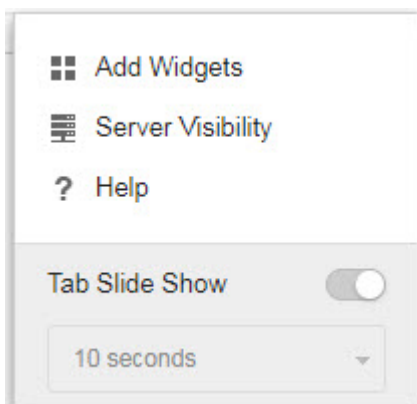 Add Widgets
Server Visibility
? Help
Tab Slide Show
10 seconds